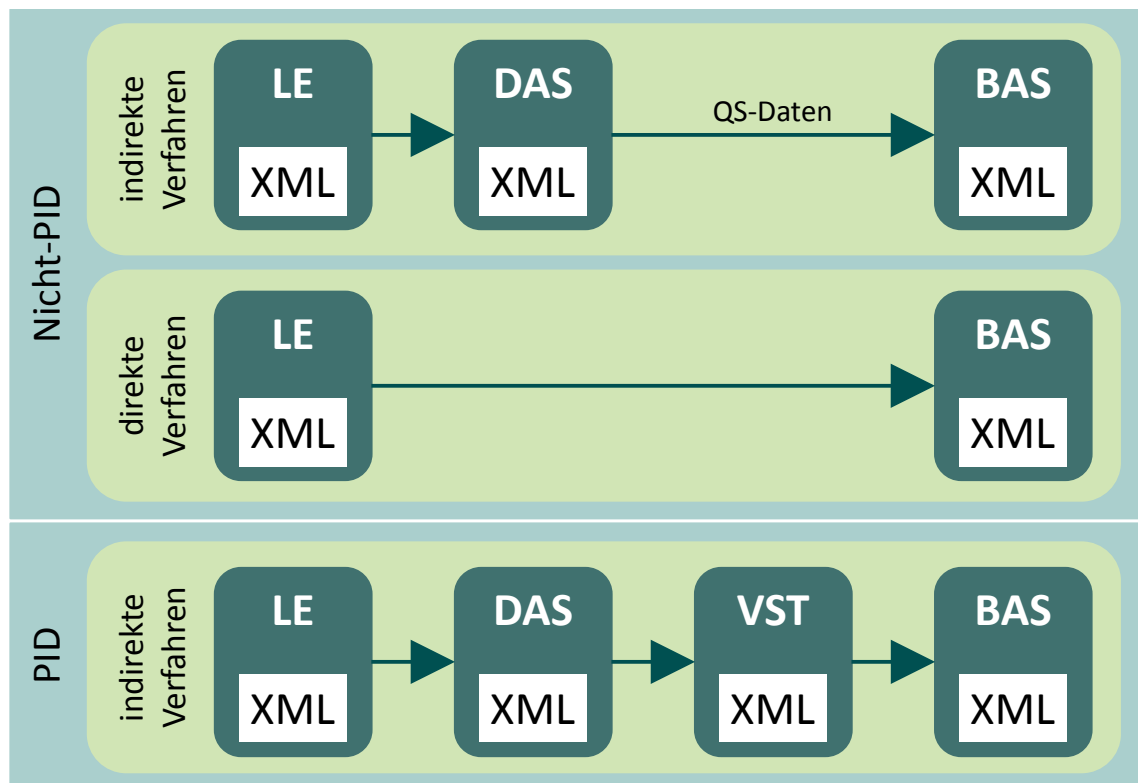 Nicht-PID
indirekte
Verfahren
LE
XML
DAS
XML
QS-Daten
BAS
XML
direkte
Verfahren
LE
XML
BAS
XML
PID
indirekte
Verfahren
LE
XML
DAS
XML
VST
XML
BAS
XML